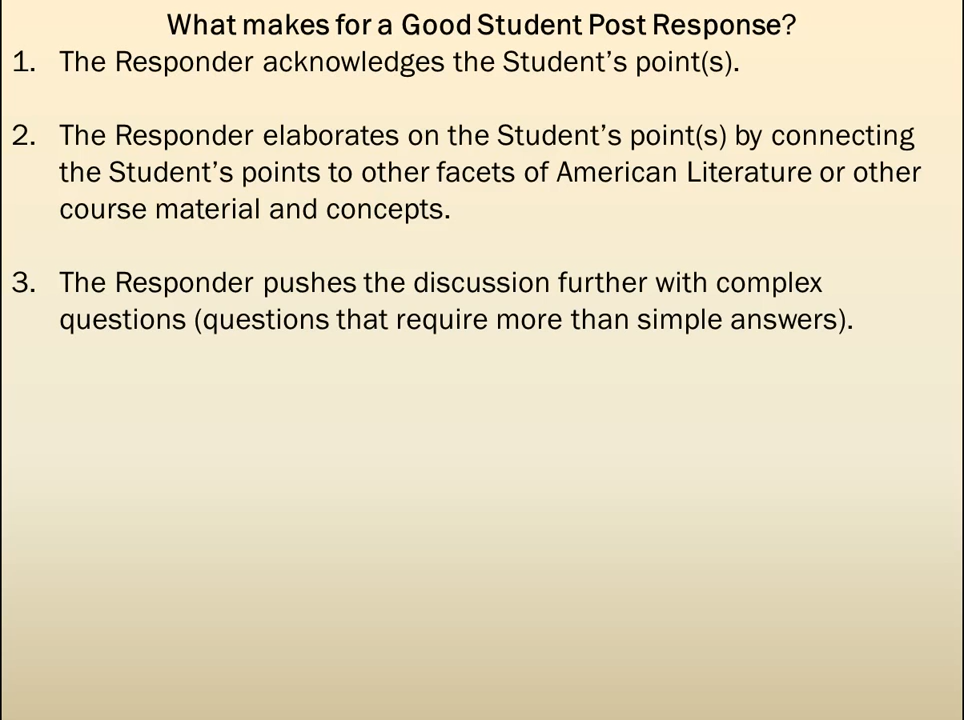 What makes for a Good Student Post Response?
1. The Responder acknowledges the Student’s point(s).
2. The Responder elaborates on the Student’s point(s) by connecting
the Student’s points to other facets of American Literature or other
course material and concepts.
3. The Responder pushes the discussion further with complex
questions (questions that require more than simple answers).